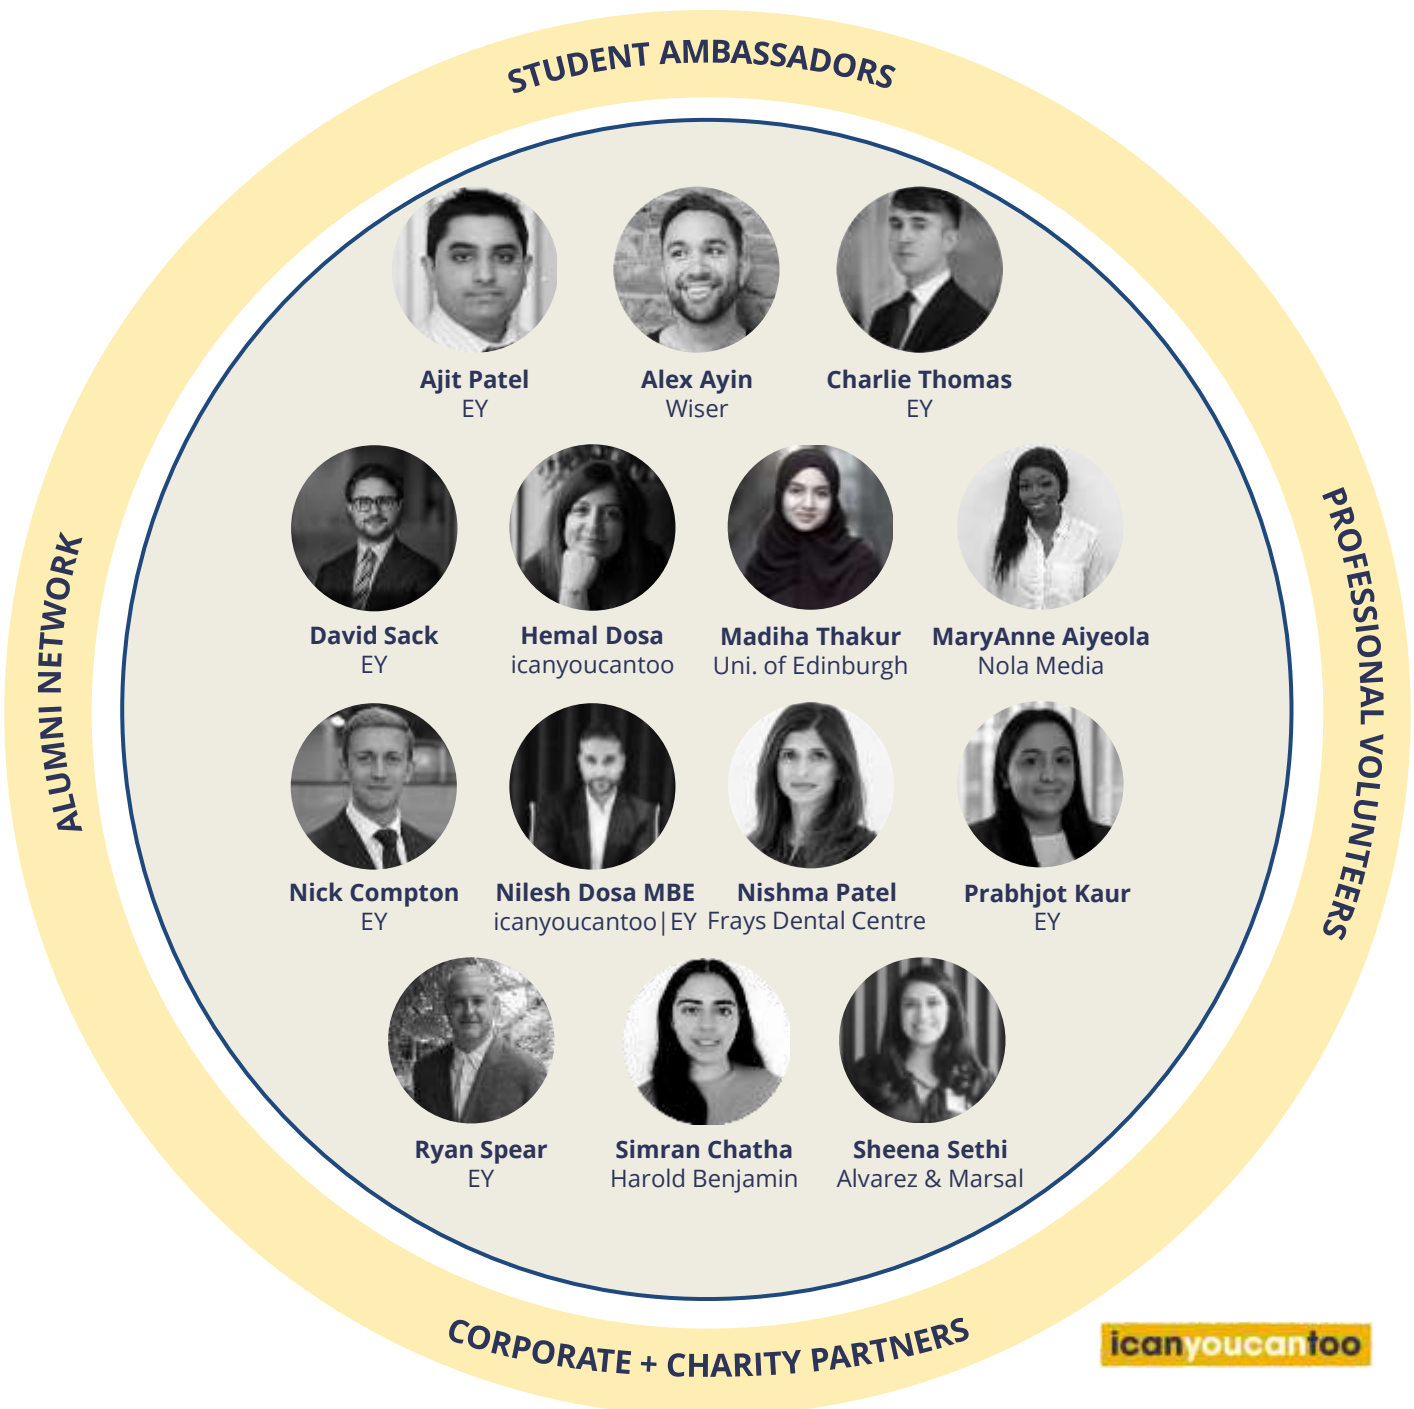 STUDENT AMBASSADORS
Ajit Patel
EY
Alex Ayin
Wiser
Charlie Thomas
EY
David Sack
EY
Hemal Dosa
icanyoucantoo
Madiha Thakur
Uni. of Edinburgh
MaryAnne Aiyeola
Nola Media
Nick Compton
EY
Nilesh Dosa MBE
icanyoucantoo|EY
Nishma Patel
Frays Dental Centre
Prabhjot Kaur
EY
Ryan Spear
EY
Simran Chatha
Harold Benjamin
Sheena Sethi
Alvarez & Marsal
ALUMNI NETWORK
PROFESSIONAL VOLUNTEERS
CORPORATE + CHARITY PARTNERS
icanyoucantoo